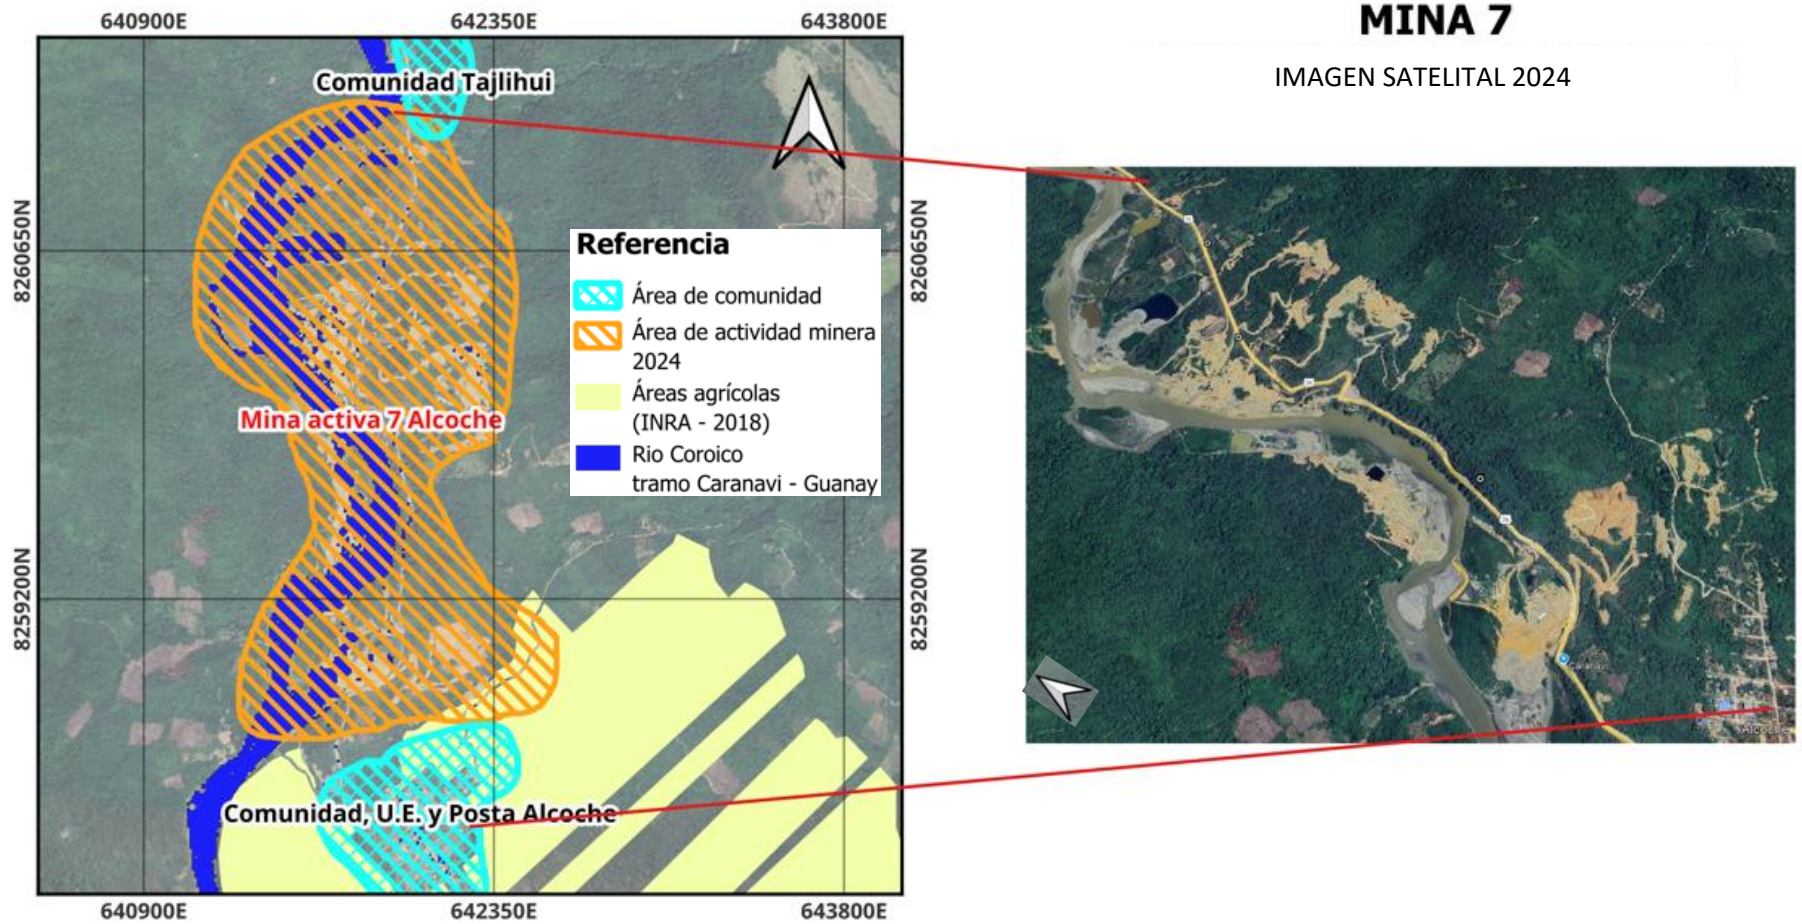 MINA 7
IMAGEN SATELITAL 2024
640900E 642350E 643800E
Comunidad Tajlihui
8260650N 8260650N
Referencia
Área de comunidad
Área de actividad minera
2024
Áreas agrícolas
(INRA - 2018)
Rio Coroico
tramo Caranavi - Guanay
Mina activa 7 Alcoche
8259200N 8259200N
Comunidad, U.E. y Posta Alcoche
640900E 642350E 643800E
Caranavi
Alcoche